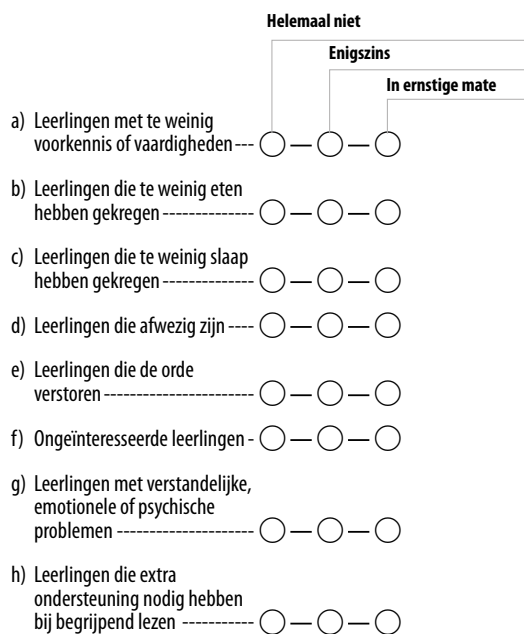 Helemaal niet
Enigszins
In ernstige mate
a) Leerlingen met te weinig
voorkennis of vaardigheden ---
b) Leerlingen die te weinig eten
hebben gekregen --------------
c) Leerlingen die te weinig slaap
hebben gekregen --------------
d) Leerlingen die afwezig zijn ----
e) Leerlingen die de orde
verstoren ----------------------
f) Ongeïnteresseerde leerlingen -
g) Leerlingen met verstandelijke,
emotionele of psychische
problemen --------------------
h) Leerlingen die extra
ondersteuning nodig hebben
bij begrijpend lezen -----------